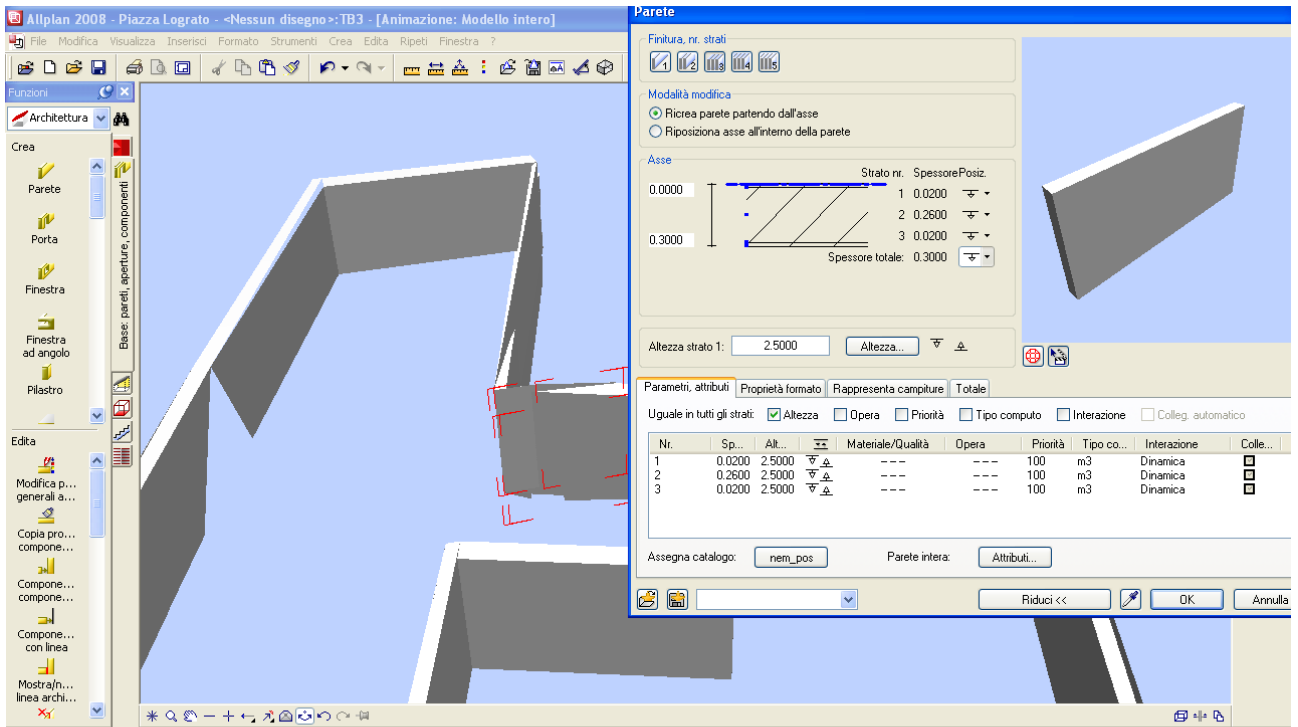 Allplan 2008 - Piazza Lograto - <Nessun disegno>:TB3 - [Animazione: Modello intero]
File Modifica Visualizza Inserisci Formato Strumenti Crea Edita Ripeti Finestra ?
Funzioni
Architettura
Crea
Parete
Porta
Finestra
Finestra
ad angolo
Pilastro
Base: pareti, aperture, componenti
Edita
Modifica p...
generali a...
Copia pro...
compone...
Compone...
compone...
Compone...
con linea
Mostra/n...
linea archi...
Parete
Finitura, nr. strati
1 2 3 4 5
Modalità modifica
Ricrea parete partendo dall'asse
Riposiziona asse all'interno della parete
Asse
Strato nr. Spessore Posiz.
0.0000
1 0.0200
2 0.2600
3 0.0200
0.3000
Spessore totale: 0.3000
Altezza strato 1: 2.5000 Altezza...
Parametri, attributi Proprietà formato Rappresenta campiture Totale
Uguale in tutti gli strati: Altezza Opera Priorità Tipo computo Interazione Colleg. automatico
Nr. Sp... Alt... Materiale/Qualità Opera Priorità Tipo co... Interazione Colle...
1 0.0200 2.5000 --- --- 100 m3 Dinamica
2 0.2600 2.5000 --- --- 100 m3 Dinamica
3 0.0200 2.5000 --- --- 100 m3 Dinamica
Assegna catalogo: nem_pos Parete intera: Attributi...
Riduci << OK Annulla